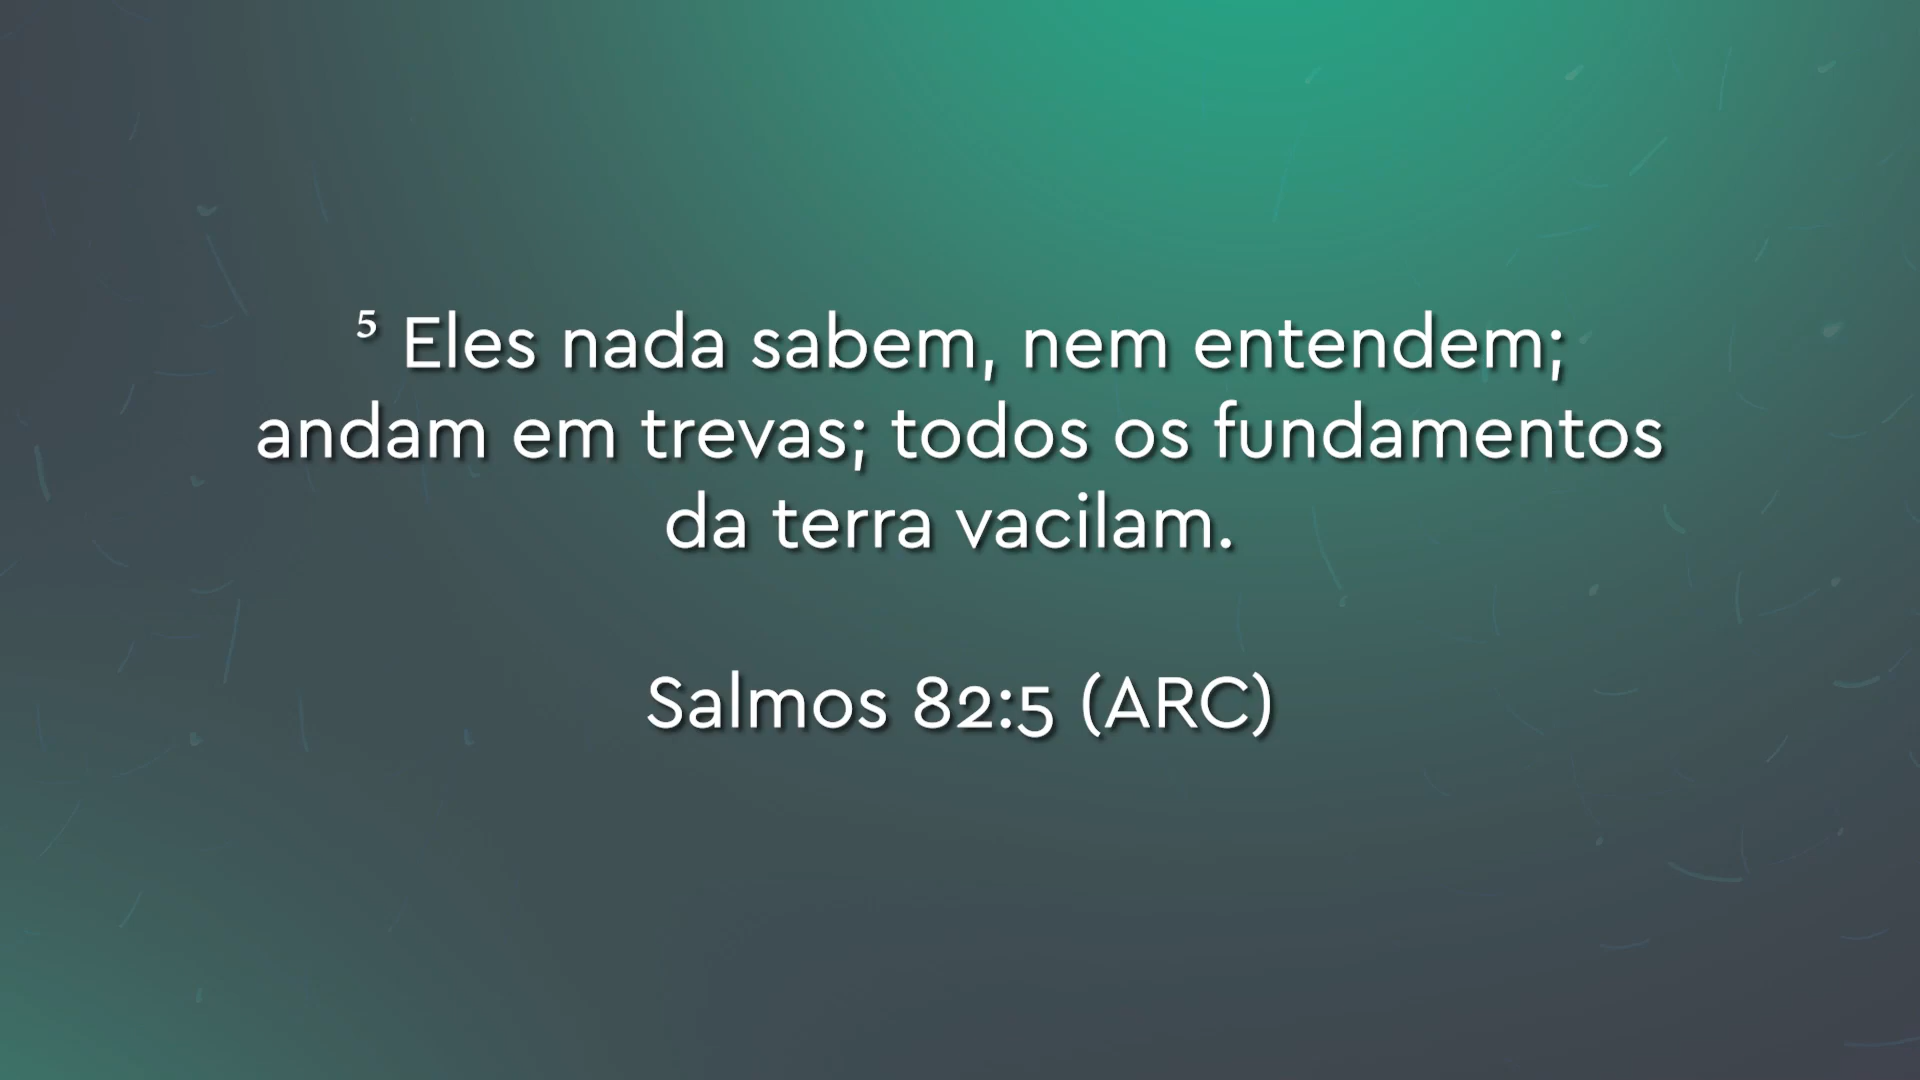 ⁵ Eles nada sabem, nem entendem;
andam em trevas; todos os fundamentos
da terra vacilam.
Salmos 82:5 (ARC)